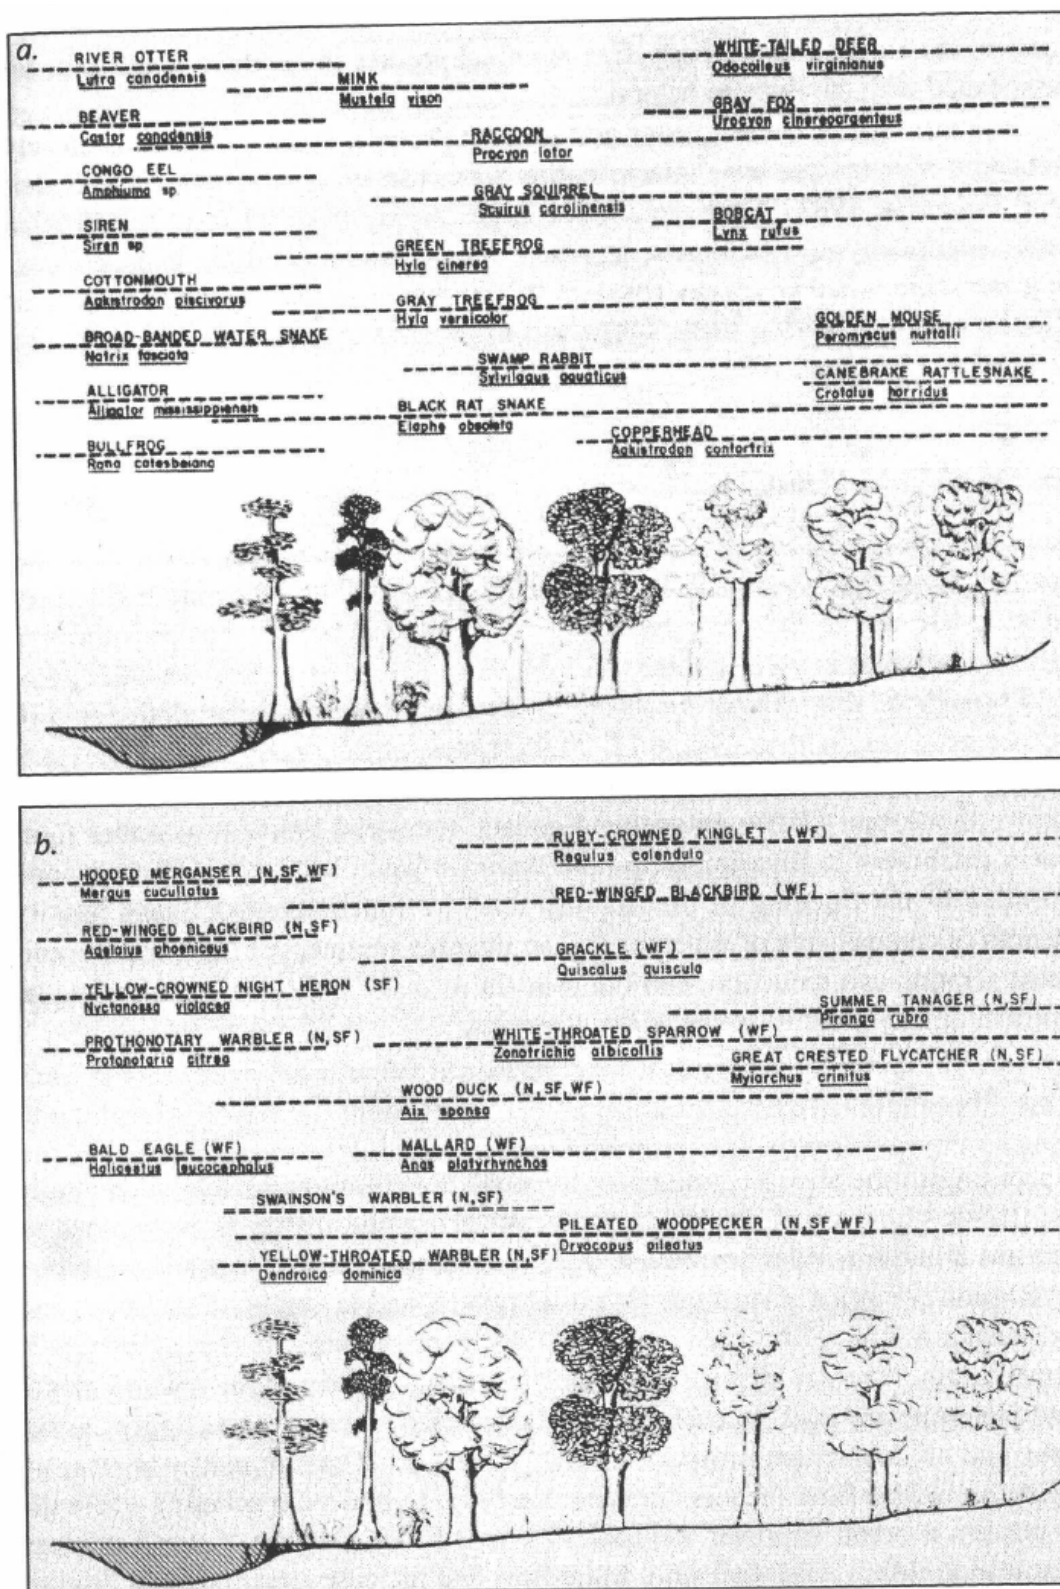 a.
RIVER OTTER
Lutra canadensis
WHITE-TAILED DEER
Odocoileus virginianus
MINK
Mustela vison
BEAVER
Castor canadensis
GRAY FOX
Urocyon cinereoargenteus
RACCOON
Procyon lotor
CONGO EEL
Amphiuma sp.
GRAY SQUIRREL
Sciurus carolinensis
SIREN
Siren sp.
BOBCAT
Lynx rufus
GREEN TREEFROG
Hyla cinerea
COTTONMOUTH
Agkistrodon piscivorus
GRAY TREEFROG
Hyla versicolor
GOLDEN MOUSE
Peromyscus nuttalli
BROAD-BANDED WATER SNAKE
Natrix fasciata
SWAMP RABBIT
Sylvilagus aquaticus
CANEBRAKE RATTLESNAKE
Crotalus horridus
ALLIGATOR
Alligator mississippiensis
BLACK RAT SNAKE
Elaphe obsoleta
COPPERHEAD
Agkistrodon contortrix
BULLFROG
Rana catesbeiana
b.
RUBY-CROWNED KINGLET (WF)
Regulus calendula
HOODED MERGANSER (N,SF,WF)
Mergus cucullatus
RED-WINGED BLACKBIRD (WF)
RED-WINGED BLACKBIRD (N,SF)
Agelaius phoeniceus
GRACKLE (WF)
Quiscalus quiscula
YELLOW-CROWNED NIGHT HERON (SF)
Nyctanassa violacea
SUMMER TANAGER (N,SF)
Piranga rubra
PROTHONOTARY WARBLER (N,SF)
Protonotaria citrea
WHITE-THROATED SPARROW (WF)
Zonotrichia albicollis
GREAT CRESTED FLYCATCHER (N,SF)
Myiarchus crinitus
WOOD DUCK (N,SF,WF)
Aix sponsa
BALD EAGLE (WF)
Haliaeetus leucocephalus
MALLARD (WF)
Anas platyrhynchos
SWAINSON'S WARBLER (N,SF)
PILEATED WOODPECKER (N,SF,WF)
Dryocopus pileatus
YELLOW-THROATED WARBLER (N,SF)
Dendroica dominica